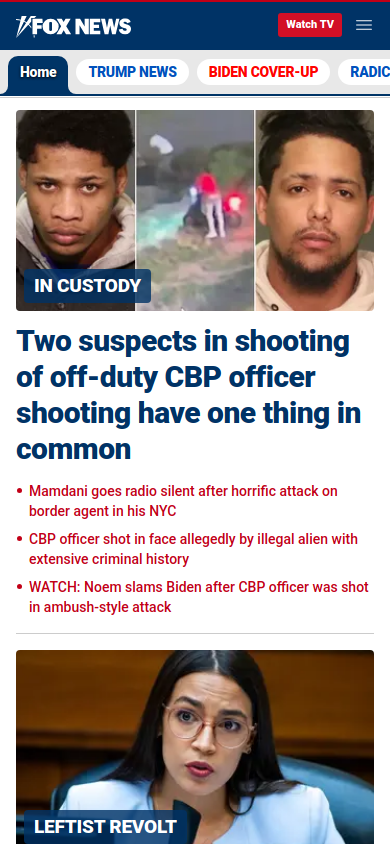 FOX NEWS
Watch TV
Home
TRUMP NEWS
BIDEN COVER-UP
RADIC
IN CUSTODY
Two suspects in shooting
of off-duty CBP officer
shooting have one thing in
common
• Mamdani goes radio silent after horrific attack on
border agent in his NYC
• CBP officer shot in face allegedly by illegal alien with
extensive criminal history
• WATCH: Noem slams Biden after CBP officer was shot
in ambush-style attack
LEFTIST REVOLT